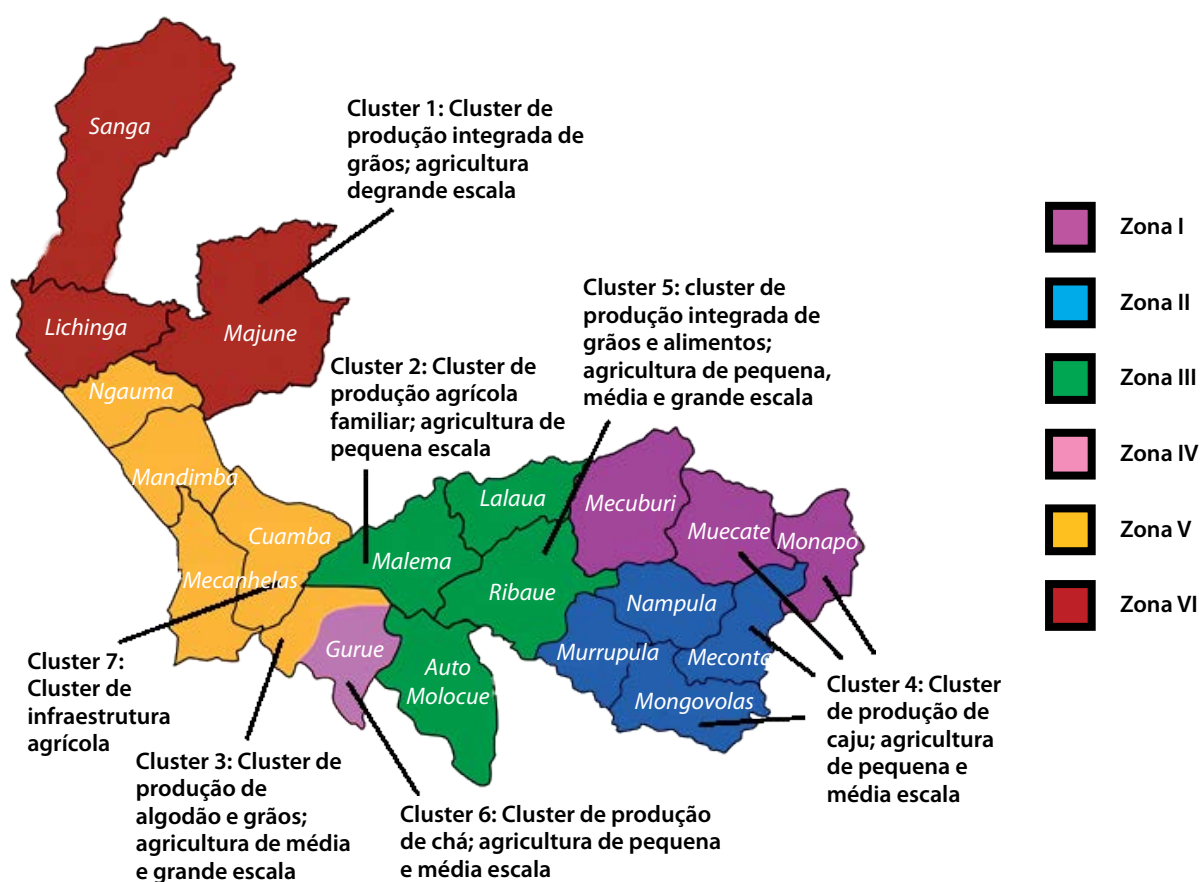 Sanga
Cluster 1: Cluster de
produção integrada de
grãos; agricultura
degrande escala
Lichinga
Majune
Cluster 5: cluster de
produção integrada de
grãos e alimentos;
agricultura de pequena,
média e grande escala
Cluster 2: Cluster de
produção agrícola
familiar; agricultura de
pequena escala
Ngauma
Mandimba
Cuamba
Mecanhelas
Malema
Lalaua
Ribaue
Mecuburi
Muecate
Monapo
Nampula
Murrupula
Meconta
Mongovolas
Gurue
Auto
Molocue
Cluster 7:
Cluster de
infraestrutura
agrícola
Cluster 3: Cluster de
produção de
algodão e grãos;
agricultura de média
e grande escala
Cluster 6: Cluster de produção
de chá; agricultura de pequena
e média escala
Cluster 4: Cluster
de produção de
caju; agricultura
de pequena e
média escala
Zona I
Zona II
Zona III
Zona IV
Zona V
Zona VI